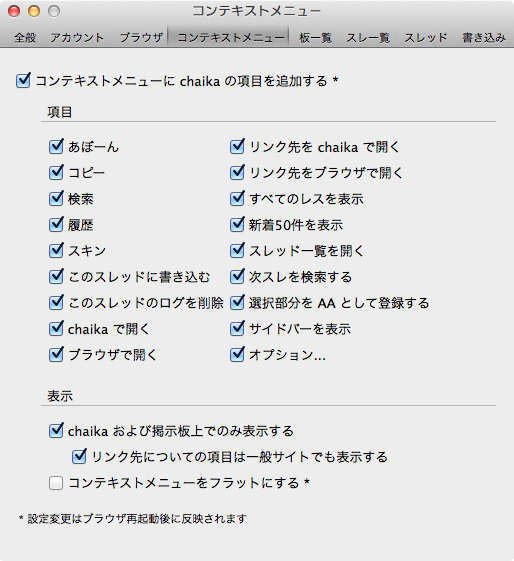 コンテキストメニュー
全般 アカウント ブラウザ コンテキストメニュー 板一覧 スレ一覧 スレッド 書き込み
コンテキストメニューに chaika の項目を追加する *
項目
あぼーん リンク先を chaika で開く
コピー リンク先をブラウザで開く
検索 すべてのレスを表示
履歴 新着50件を表示
スキン スレッド一覧を開く
このスレッドに書き込む 次スレを検索する
このスレッドのログを削除 選択部分を AA として登録する
chaika で開く サイドバーを表示
ブラウザで開く オプション...
表示
chaika および掲示板上でのみ表示する
リンク先についての項目は一般サイトでも表示する
コンテキストメニューをフラットにする *
* 設定変更はブラウザ再起動後に反映されます